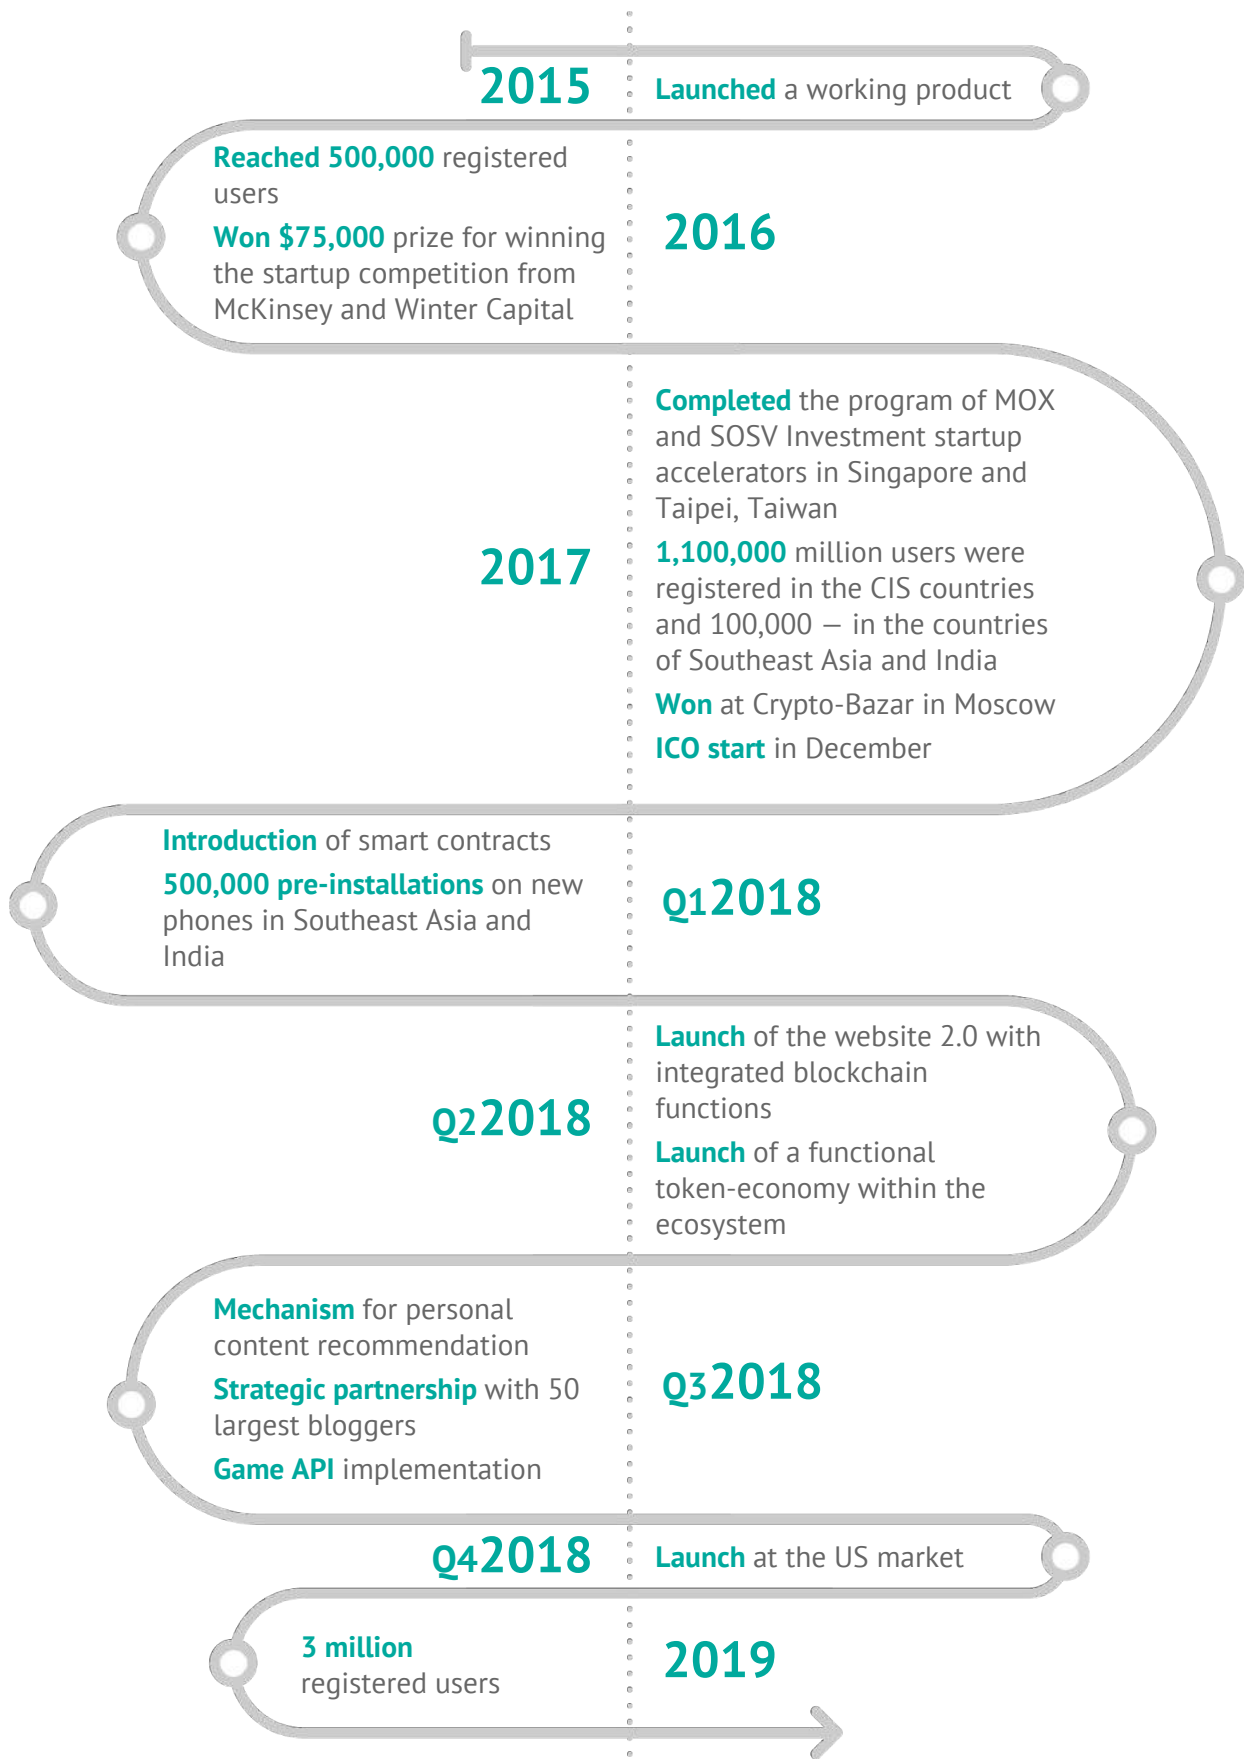 2015
Launched a working product
Reached 500,000 registered
users
Won $75,000 prize for winning
the startup competition from
McKinsey and Winter Capital
2016
2017
Completed the program of MOX
and SOSV Investment startup
accelerators in Singapore and
Taipei, Taiwan
1,100,000 million users were
registered in the CIS countries
and 100,000 — in the countries
of Southeast Asia and India
Won at Crypto-Bazar in Moscow
ICO start in December
Introduction of smart contracts
500,000 pre-installations on new
phones in Southeast Asia and
India
Q12018
Q22018
Launch of the website 2.0 with
integrated blockchain
functions
Launch of a functional
token-economy within the
ecosystem
Mechanism for personal
content recommendation
Strategic partnership with 50
largest bloggers
Game API implementation
Q32018
Q42018
Launch at the US market
3 million
registered users
2019